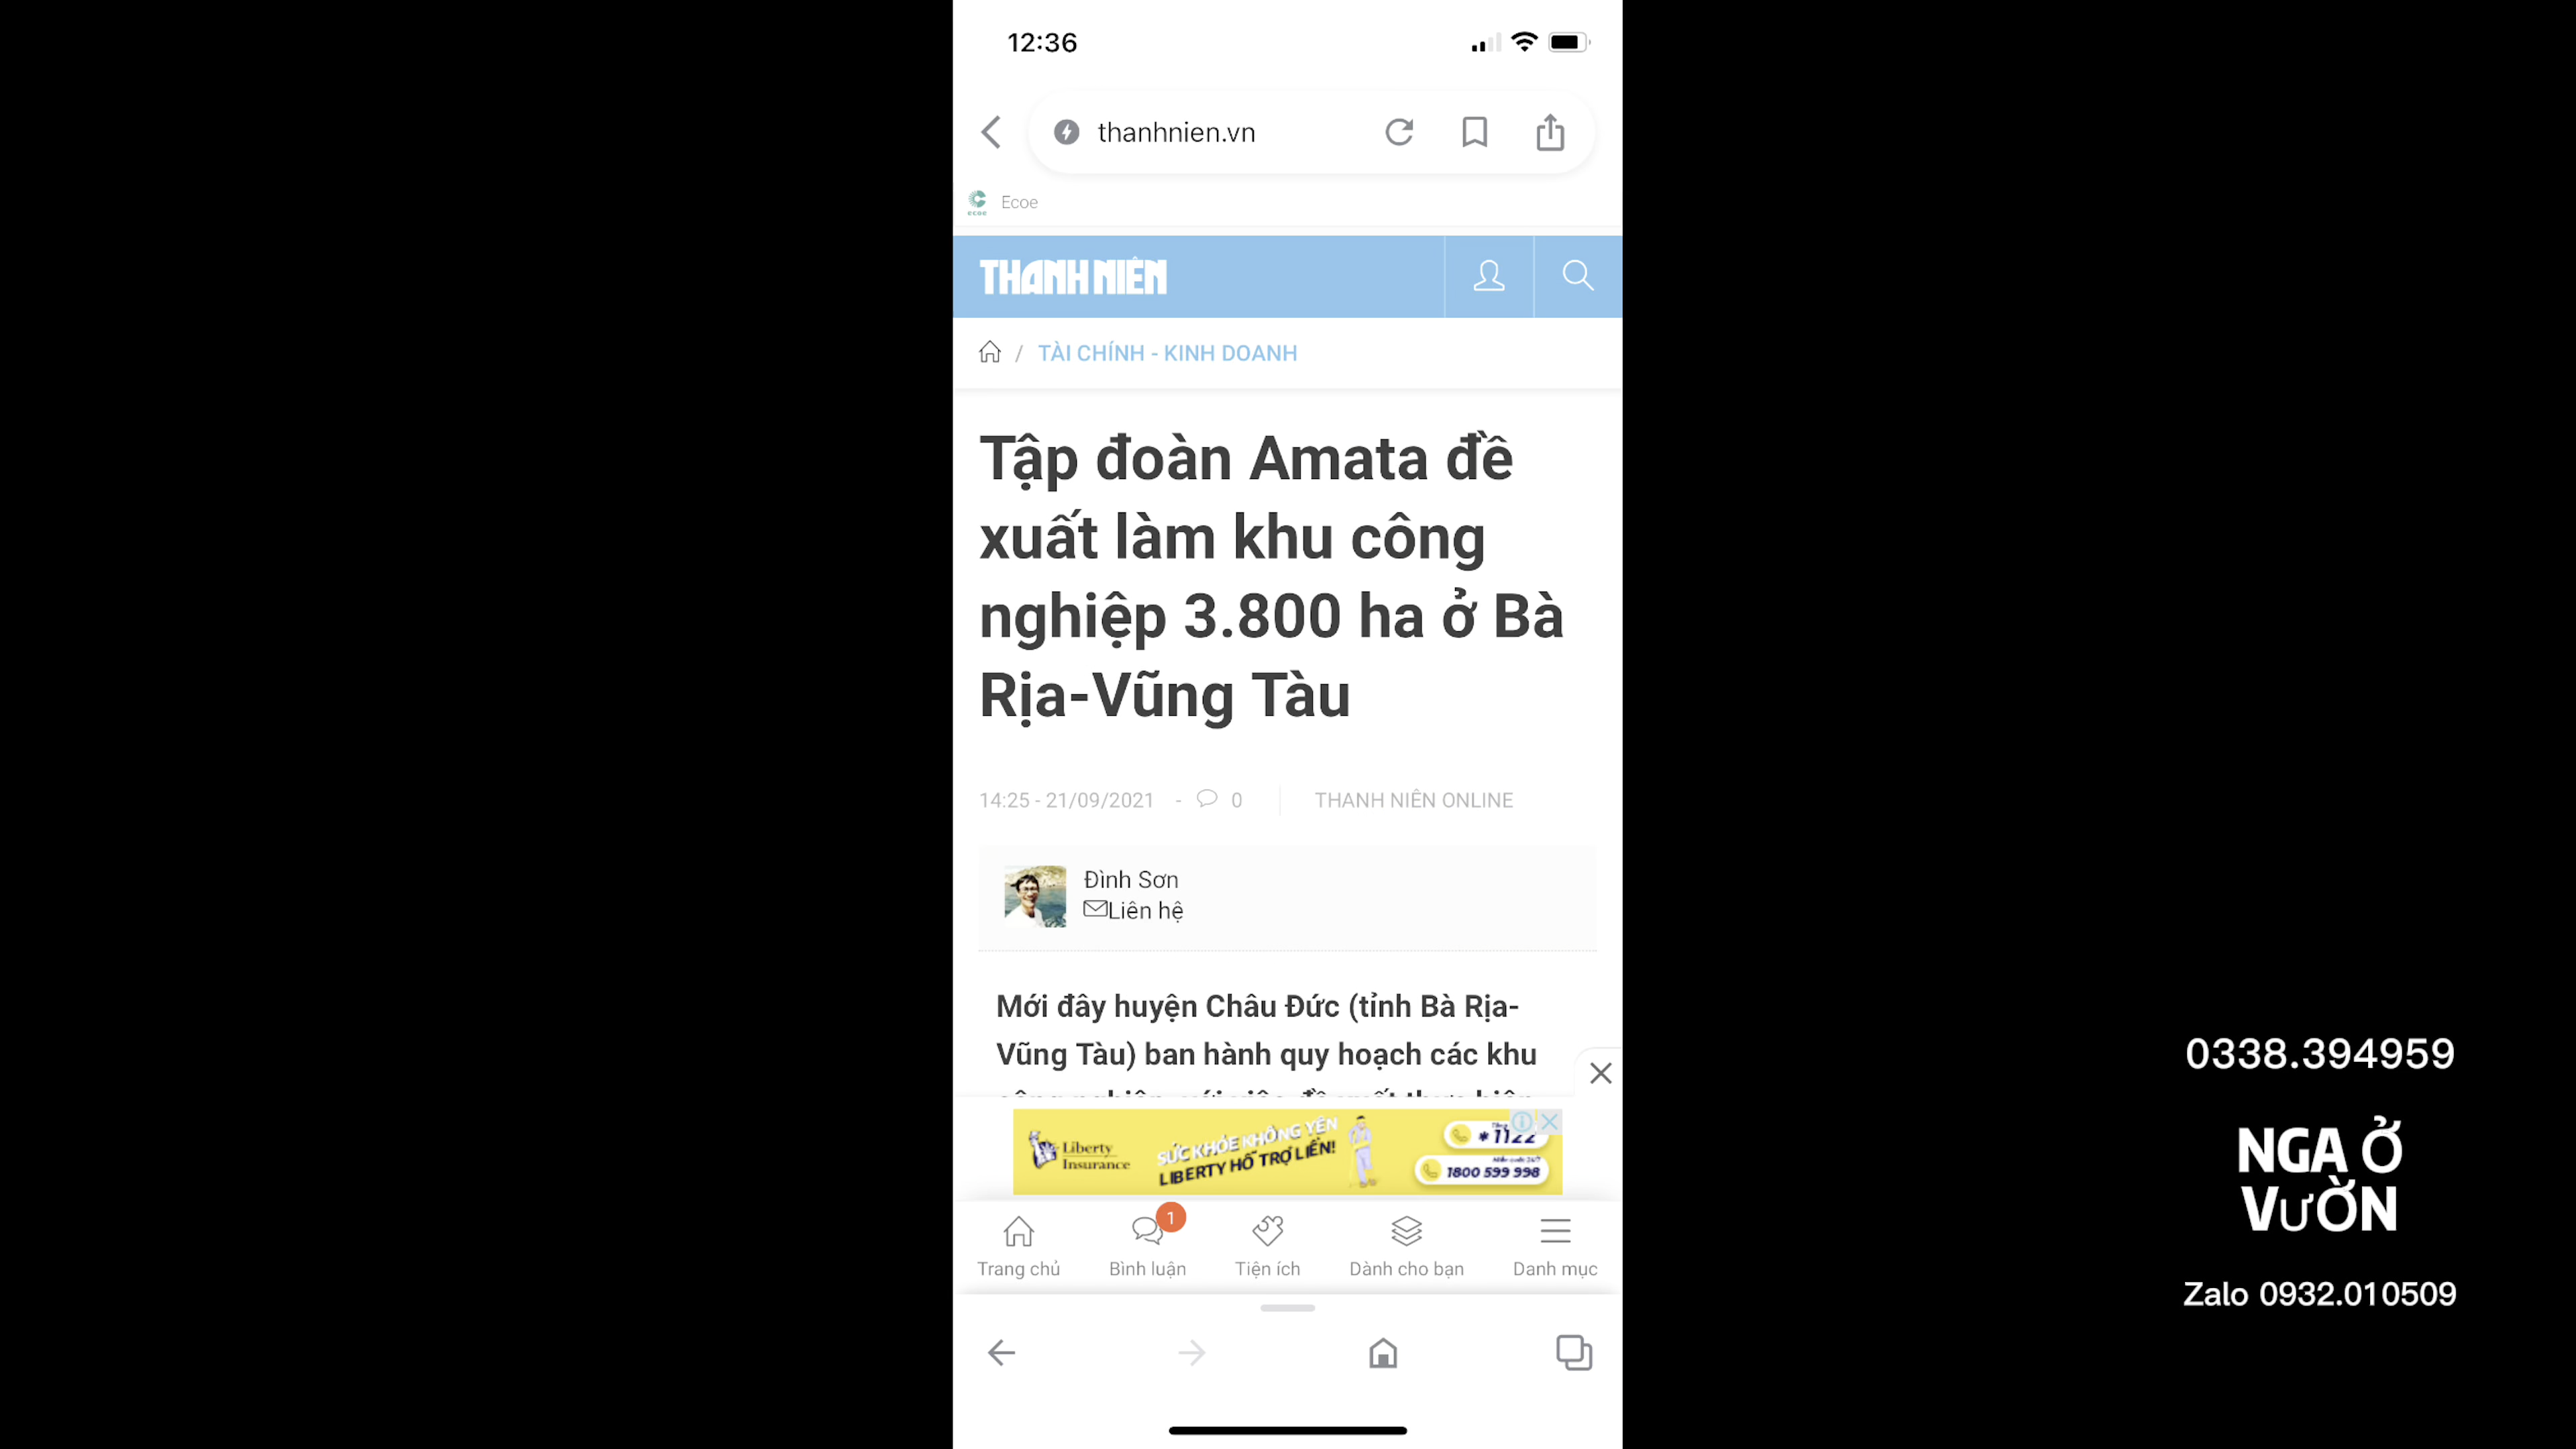 12:36
thanhnien.vn
ecoe Ecoe
THANH NIÊN
/ TÀI CHÍNH - KINH DOANH
Tập đoàn Amata đề
xuất làm khu công
nghiệp 3.800 ha ở Bà
Rịa-Vũng Tàu
14:25 - 21/09/2021 - 0 THANH NIÊN ONLINE
Đình Sơn
Liên hệ
Mới đây huyện Châu Đức (tỉnh Bà Rịa-
Vũng Tàu) ban hành quy hoạch các khu
Liberty
Insurance
SỨC KHỎE KHÔNG YÊN
LIBERTY HỖ TRỢ LIỀN!
*1122
1800 599 998
1
Trang chủ Bình luận Tiện ích Dành cho bạn Danh mục
0338.394959
NGA Ở
VƯỜN
Zalo 0932.010509